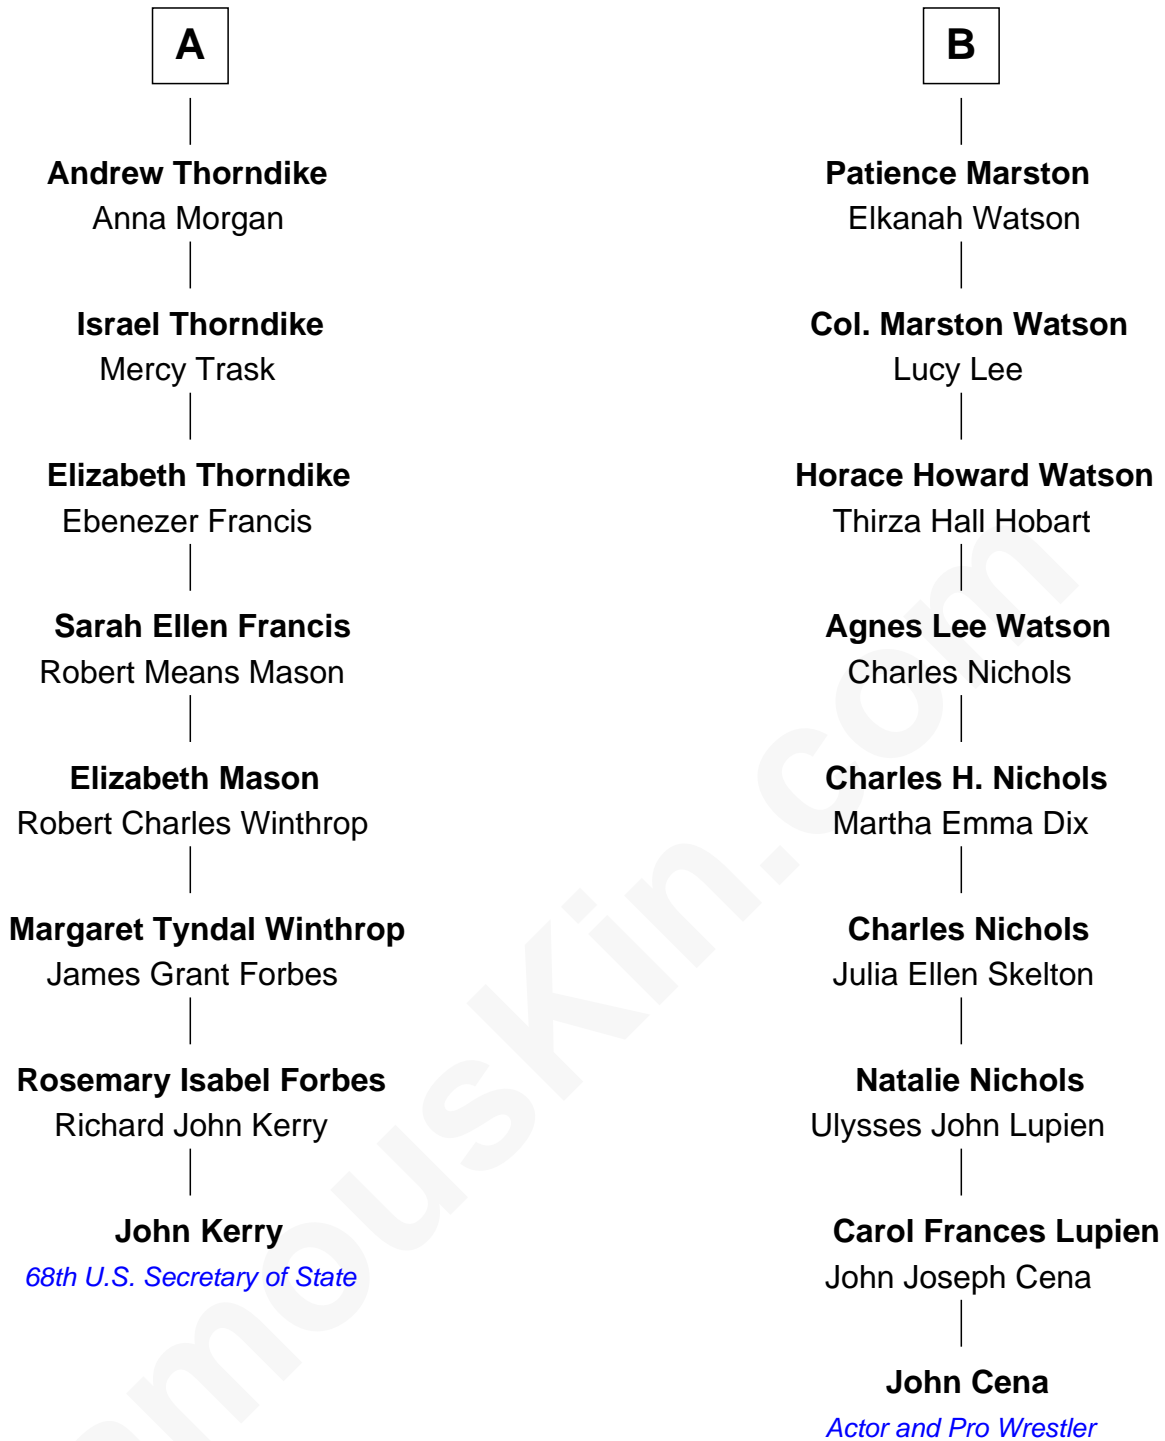 A
Andrew Thorndike
Anna Morgan
Israel Thorndike
Mercy Trask
Elizabeth Thorndike
Ebenezer Francis
Sarah Ellen Francis
Robert Means Mason
Elizabeth Mason
Robert Charles Winthrop
Margaret Tyndal Winthrop
James Grant Forbes
Rosemary Isabel Forbes
Richard John Kerry
John Kerry
68th U.S. Secretary of State
B
Patience Marston
Elkanah Watson
Col. Marston Watson
Lucy Lee
Horace Howard Watson
Thirza Hall Hobart
Agnes Lee Watson
Charles Nichols
Charles H. Nichols
Martha Emma Dix
Charles Nichols
Julia Ellen Skelton
Natalie Nichols
Ulysses John Lupien
Carol Frances Lupien
John Joseph Cena
John Cena
Actor and Pro Wrestler
amousKin.com